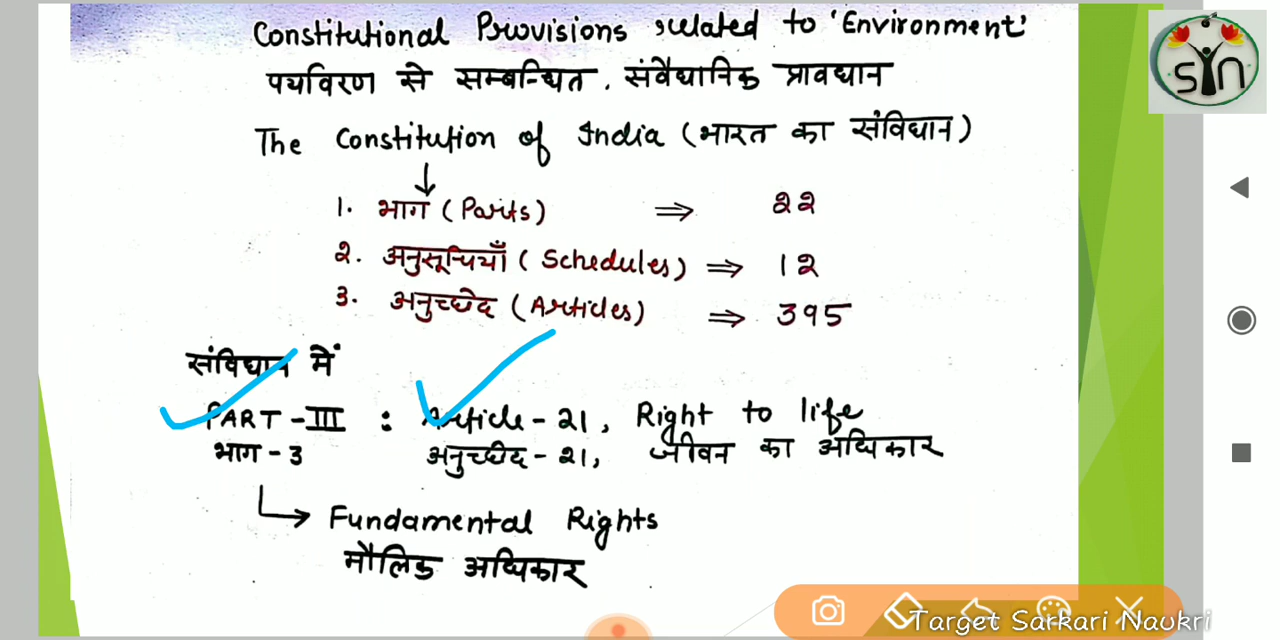 Constitutional Provisions related to 'Environment'
पर्यावरण से सम्बन्धित . संवैधानिक प्रावधान
The Constitution of India (भारत का संविधान)
1. भाग (Parts) ⇒ 22
2. अनुसूचियाँ (Schedules) ⇒ 12
3. अनुच्छेद (Articles) ⇒ 395
संविधान में
PART-III : Article-21, Right to life
भाग-3 अनुच्छेद-21, जीवन का अधिकार
Fundamental Rights
मौलिक अधिकार
SYN
Target Sarkari Naukri